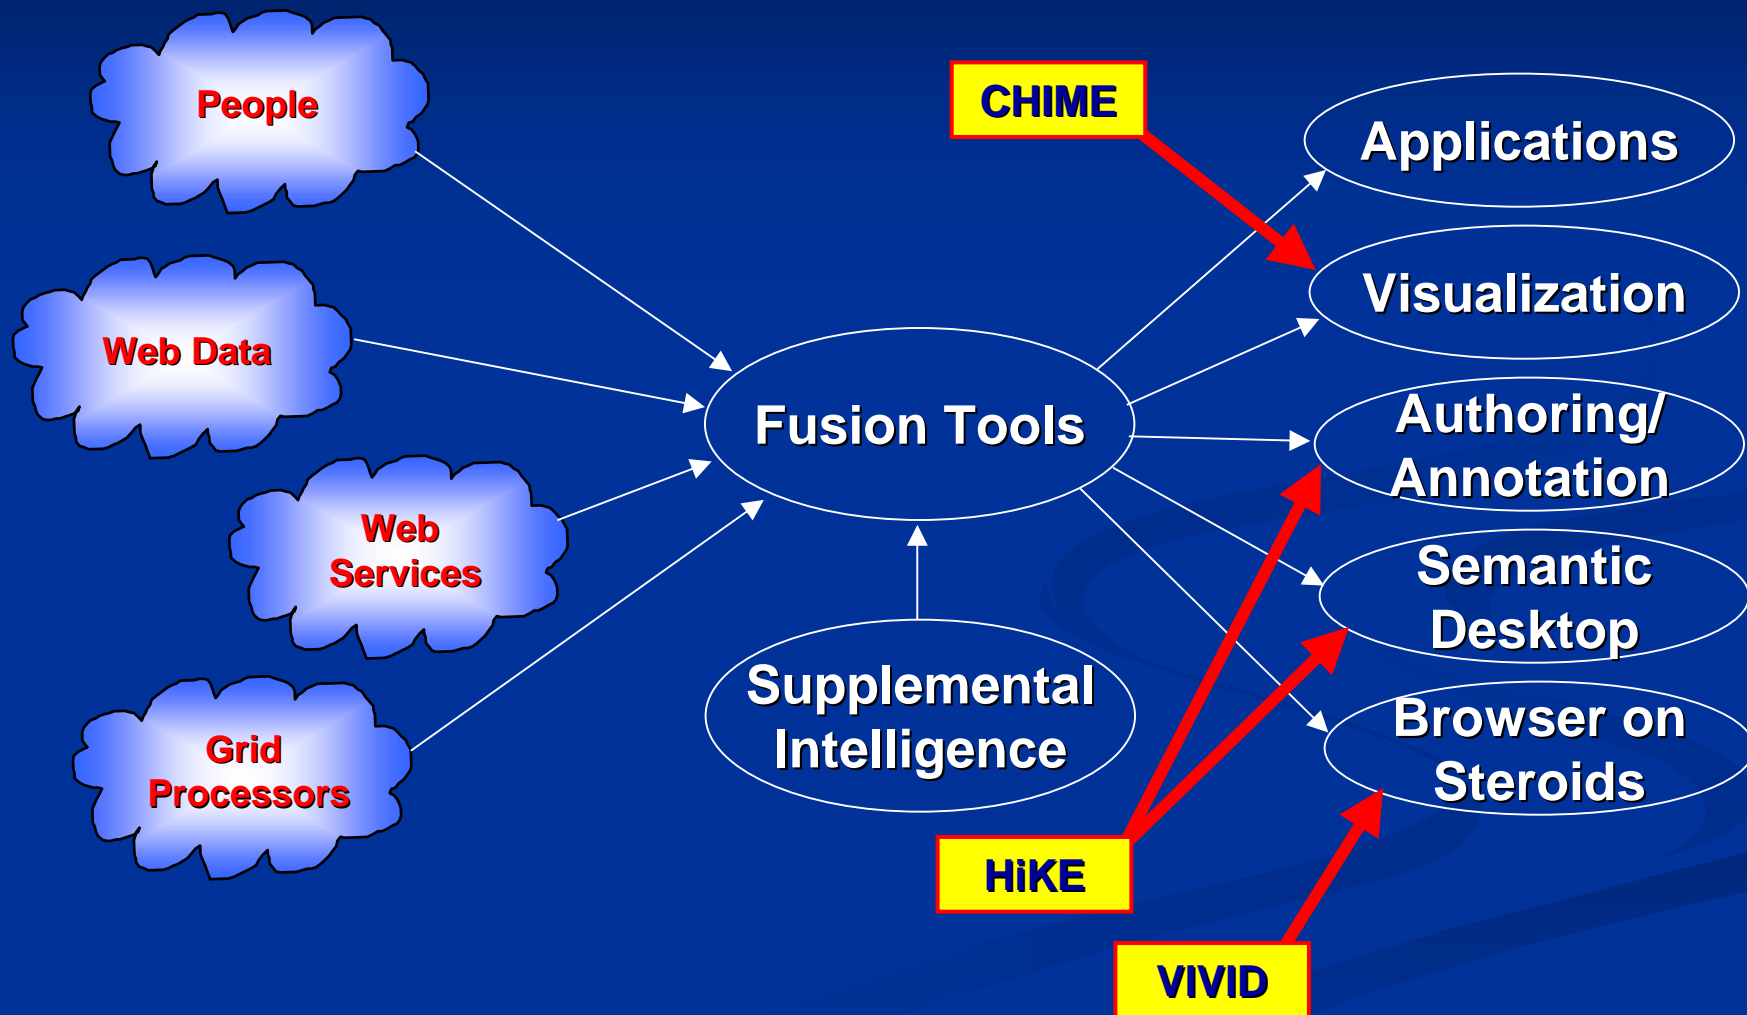 People
CHIME
Applications
Visualization
Web Data
Fusion Tools
Authoring/
Annotation
Web
Services
Semantic
Desktop
Supplemental
Intelligence
Grid
Processors
Browser on
Steroids
HiKE
VIVID